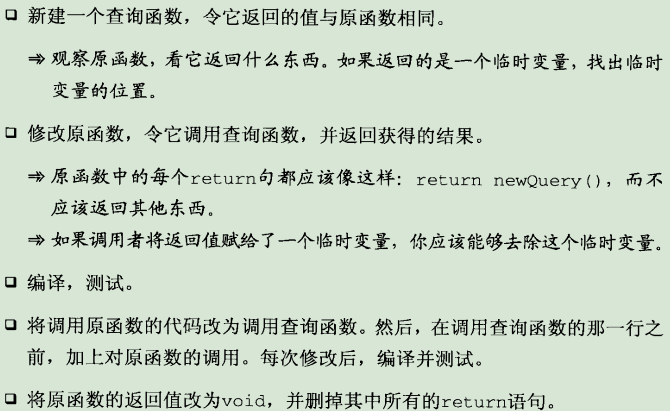 ❑ 新建一个查询函数，令它返回的值与原函数相同。
⇒ 观察原函数，看它返回什么东西。如果返回的是一个临时变量，找出临时
变量的位置。
❑ 修改原函数，令它调用查询函数，并返回获得的结果。
⇒ 原函数中的每个return句都应该像这样：return newQuery()，而不
应该返回其他东西。
⇒ 如果调用者将返回值赋给了一个临时变量，你应该能够去除这个临时变量。
❑ 编译，测试。
❑ 将调用原函数的代码改为调用查询函数。然后，在调用查询函数的那一行之
前，加上对原函数的调用。每次修改后，编译并测试。
❑ 将原函数的返回值改为void，并删掉其中所有的return语句。